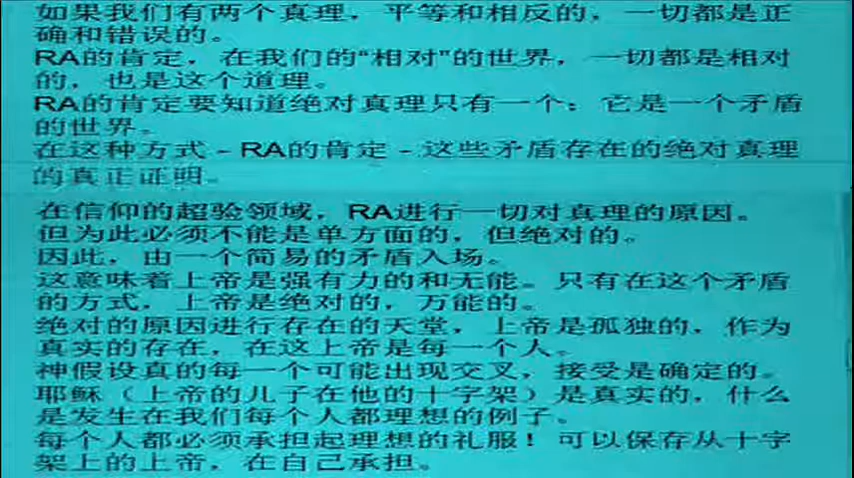 如果我们有两个真理，平等和相反的，一切都是正
确和错误的。
RA的肯定，在我们的“相对”的世界，一切都是相对
的，也是这个道理。
RA的肯定要知道绝对真理只有一个：它是一个矛盾
的世界。
在这种方式－RA的肯定－这些矛盾存在的绝对真理
的真正证明。
在信仰的超验领域，RA进行一切对真理的原因。
但为此必须不能是单方面的，但绝对的。
因此，由一个简易的矛盾入场。
这意味着上帝是强有力的和无能。只有在这个矛盾
的方式，上帝是绝对的，万能的。
绝对的原因进行存在的天堂，上帝是孤独的，作为
真实的存在，在这上帝是每一个人。
神假设真的每一个可能出现交叉，接受是确定的。
耶稣（上帝的儿子在他的十字架）是真实的，什么
是发生在我们每个人都理想的例子。
每个人都必须承担起理想的礼服！可以保存从十字
架上的上帝，在自己承担。